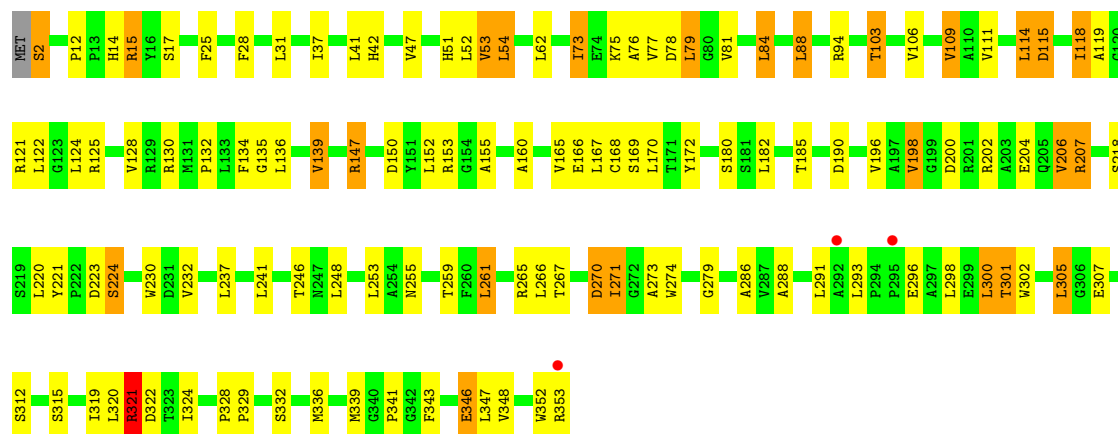 MET S2 P12 P13 H14 R15 Y16 S17 F25 F28 L31 I37 L41 H42 V47 H51 L52 V53 L54 L62 I73 E74 K75 A76 V77 D78 L79 G80 V81 L84 L88 R94 T103 V106 V109 A110 V111 L114 D115 I118 A119 G120
R121 L122 G123 L124 R125 V128 R129 R130 M131 P132 L133 F134 G135 L136 V139 R147 D150 Y151 L152 R153 G154 A155 A160 V165 E166 L167 C168 S169 L170 T171 Y172 S180 S181 L182 T185 D190 V196 A197 V198 G199 D200 R201 R202 A203 E204 Q205 V206 R207 S218
S219 L220 Y221 P222 D223 S224 W230 D231 V232 L237 L241 T246 N247 L248 L253 A254 N255 T259 F260 L261 R265 L266 T267 D270 I271 G272 A273 W274 G279 A286 V287 A288 L291 A292 L293 P294 P295 E296 A297 L298 E299 L300 T301 W302 L305 G306 E307
S312 S315 I319 L320 R321 D322 T323 I324 P328 P329 S332 M336 M339 G340 P341 G342 F343 E346 L347 V348 W352 R353